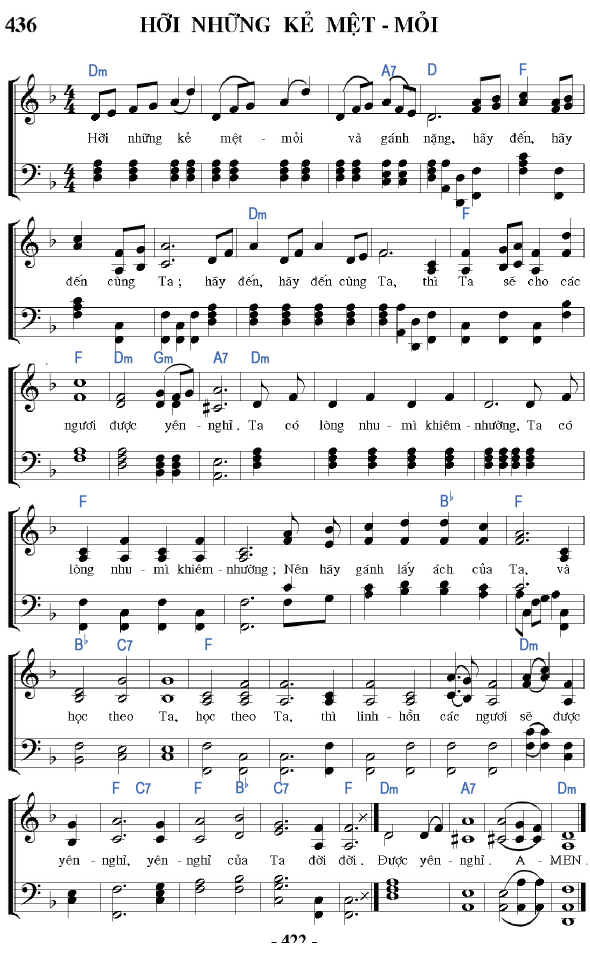 436 HỠI NHỮNG KẺ MỆT - MỎI
Dm A7 D F
4 4
Hỡi những kẻ mệt - mỏi và gánh nặng, hãy đến, hãy
4 4
Dm F
đến cùng Ta ; hãy đến, hãy đến cùng Ta, thì Ta sẽ cho các
F Dm Gm A7 Dm
ngươi được yên - nghỉ . Ta có lòng nhu - mì khiêm - nhường, Ta có
F B♭ F
lòng nhu - mì khiêm - nhường ; Nên hãy gánh lấy ách của Ta, và
B♭ C7 F Dm
học theo Ta, học theo Ta, thì linh - hồn các ngươi sẽ được
F C7 F B♭ C7 F Dm A7 Dm
yên - nghỉ, yên - nghỉ của Ta đời đời . Được yên - nghỉ . A - MEN .
- 422 -